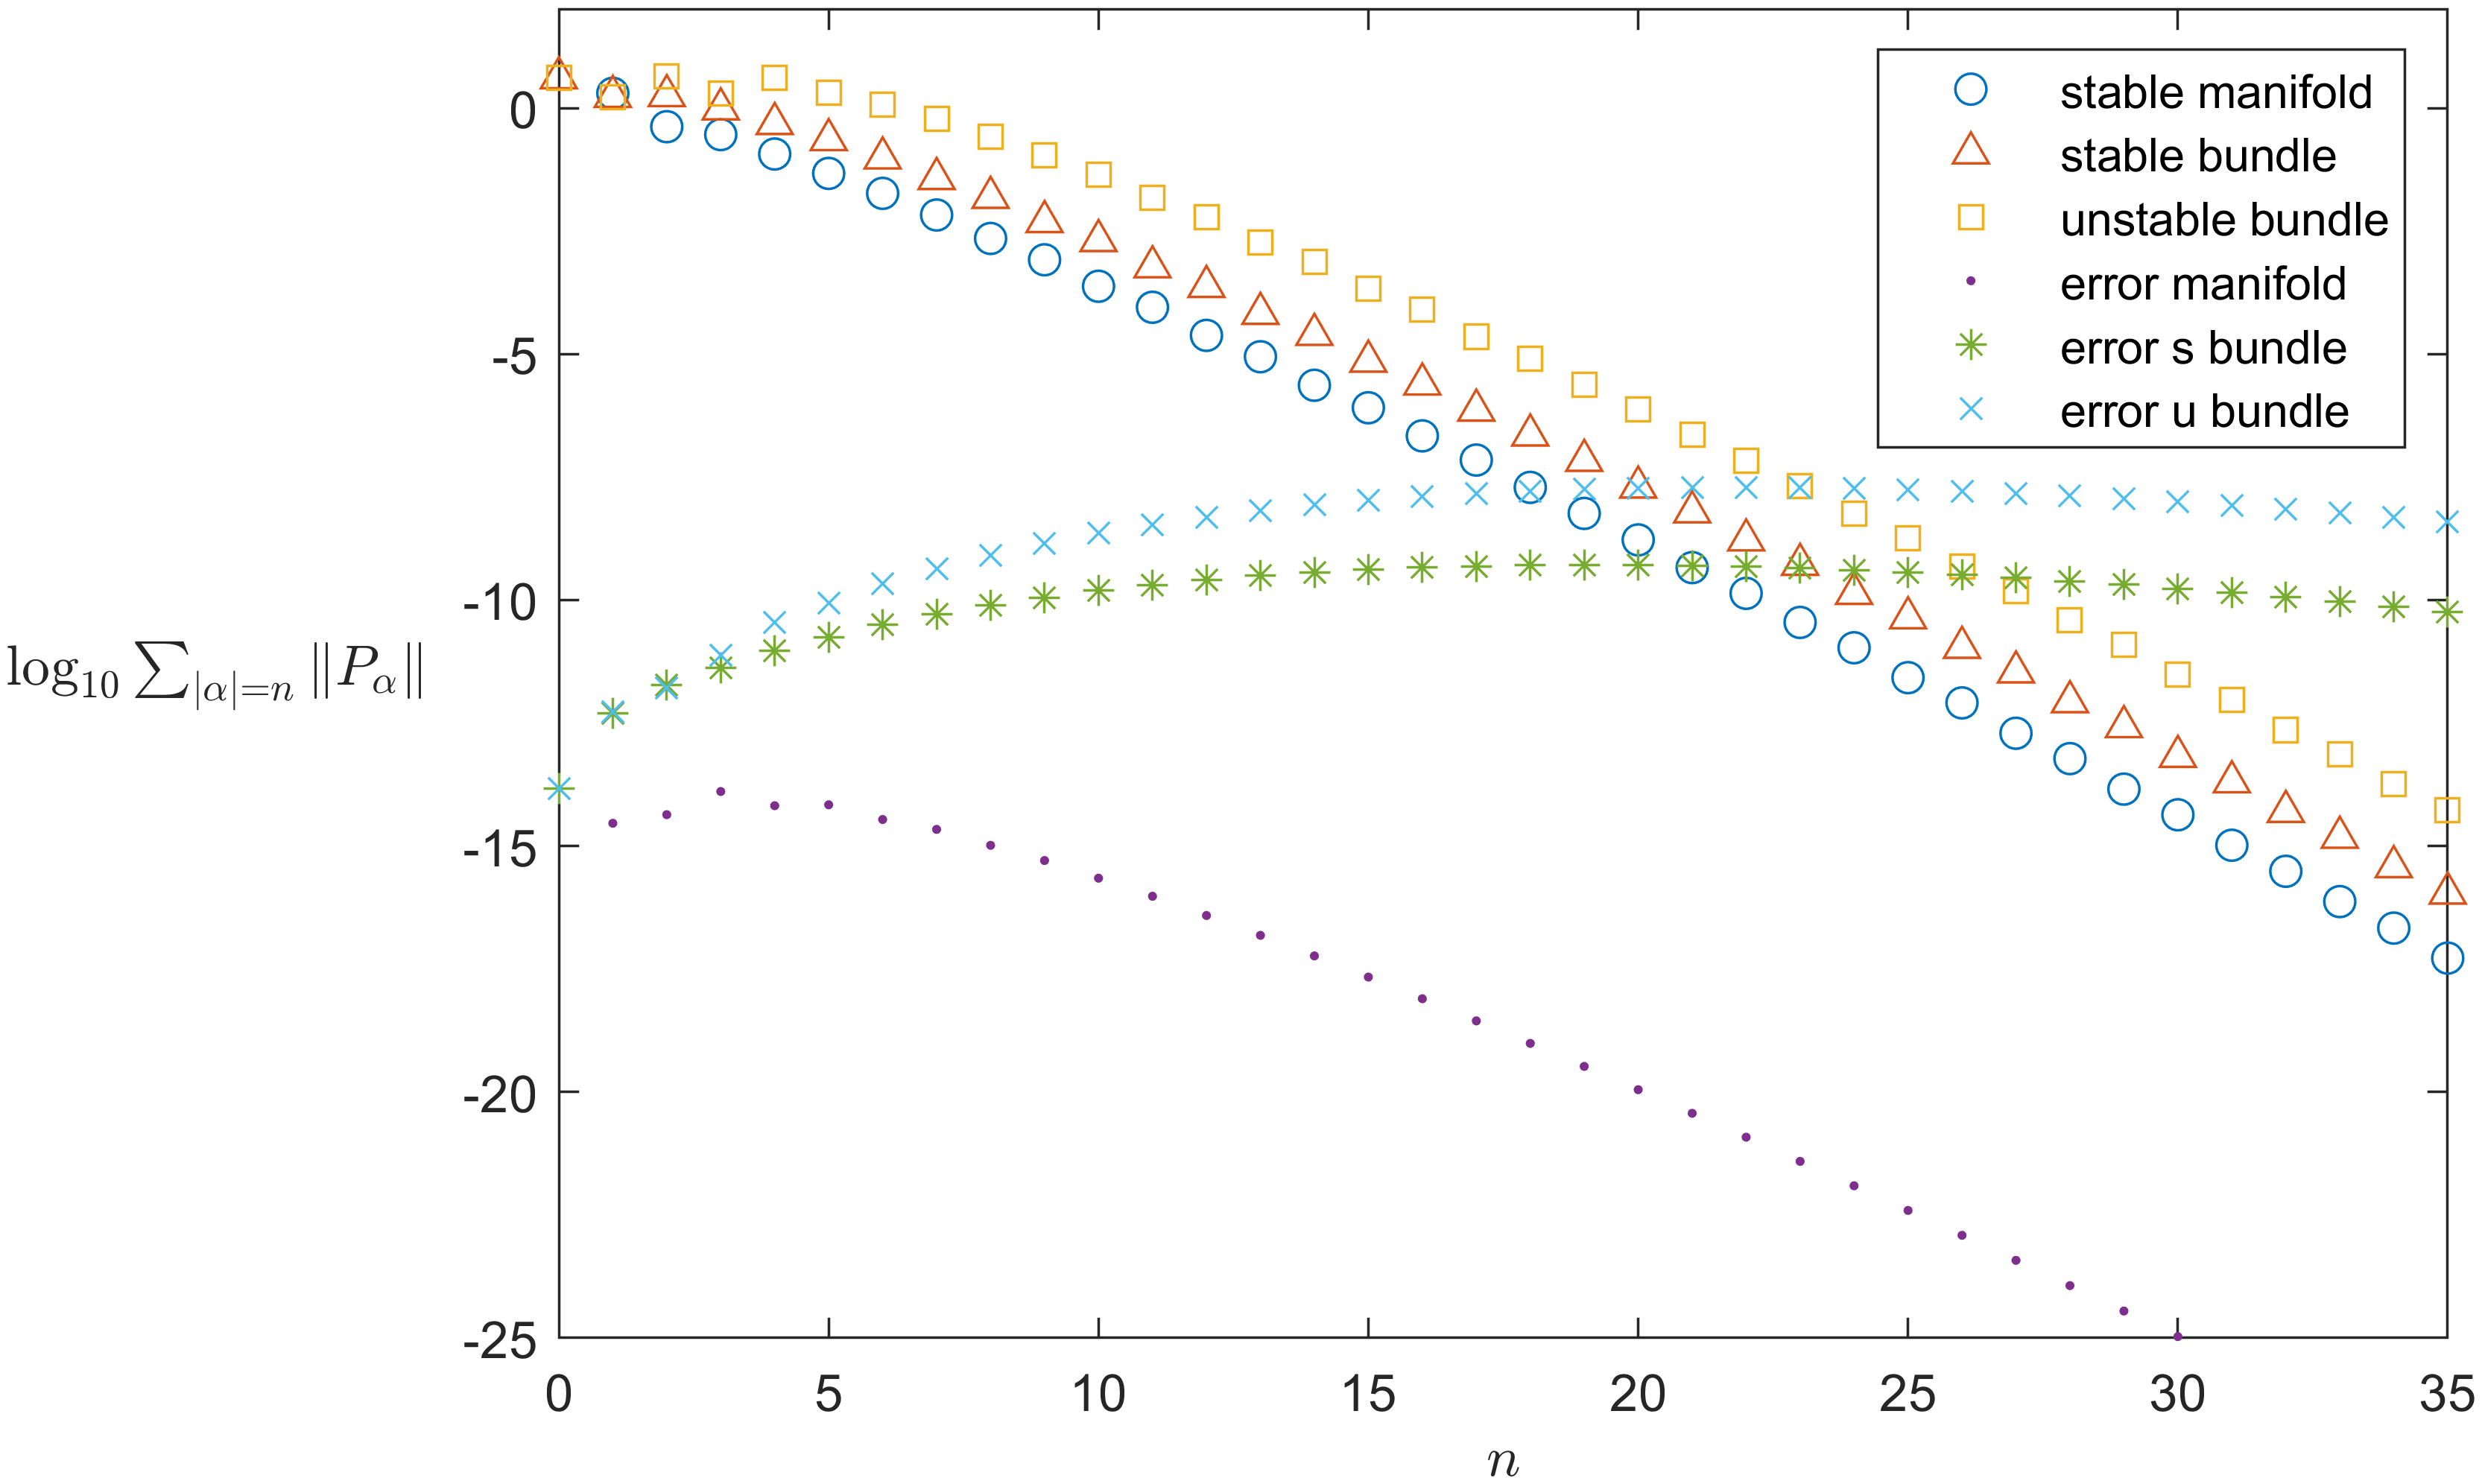 0
-5
-10
-15
-20
-25
log₁₀ ∑_{|α|=n} ‖P_α‖
0 5 10 15 20 25 30 35
n
stable manifold
stable bundle
unstable bundle
error manifold
error s bundle
error u bundle